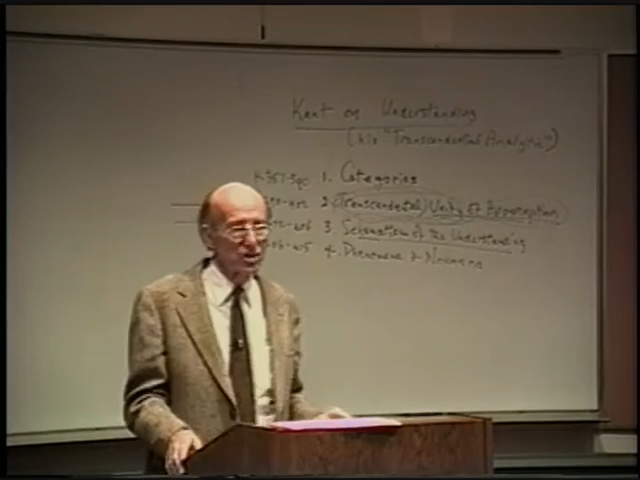 Kant on Understanding
(his "Transcendental Analytic")
1. Categories
2. Transcendental Unity of Apperception
3. Schematism of the Understanding
4. Phenomena & Noumena